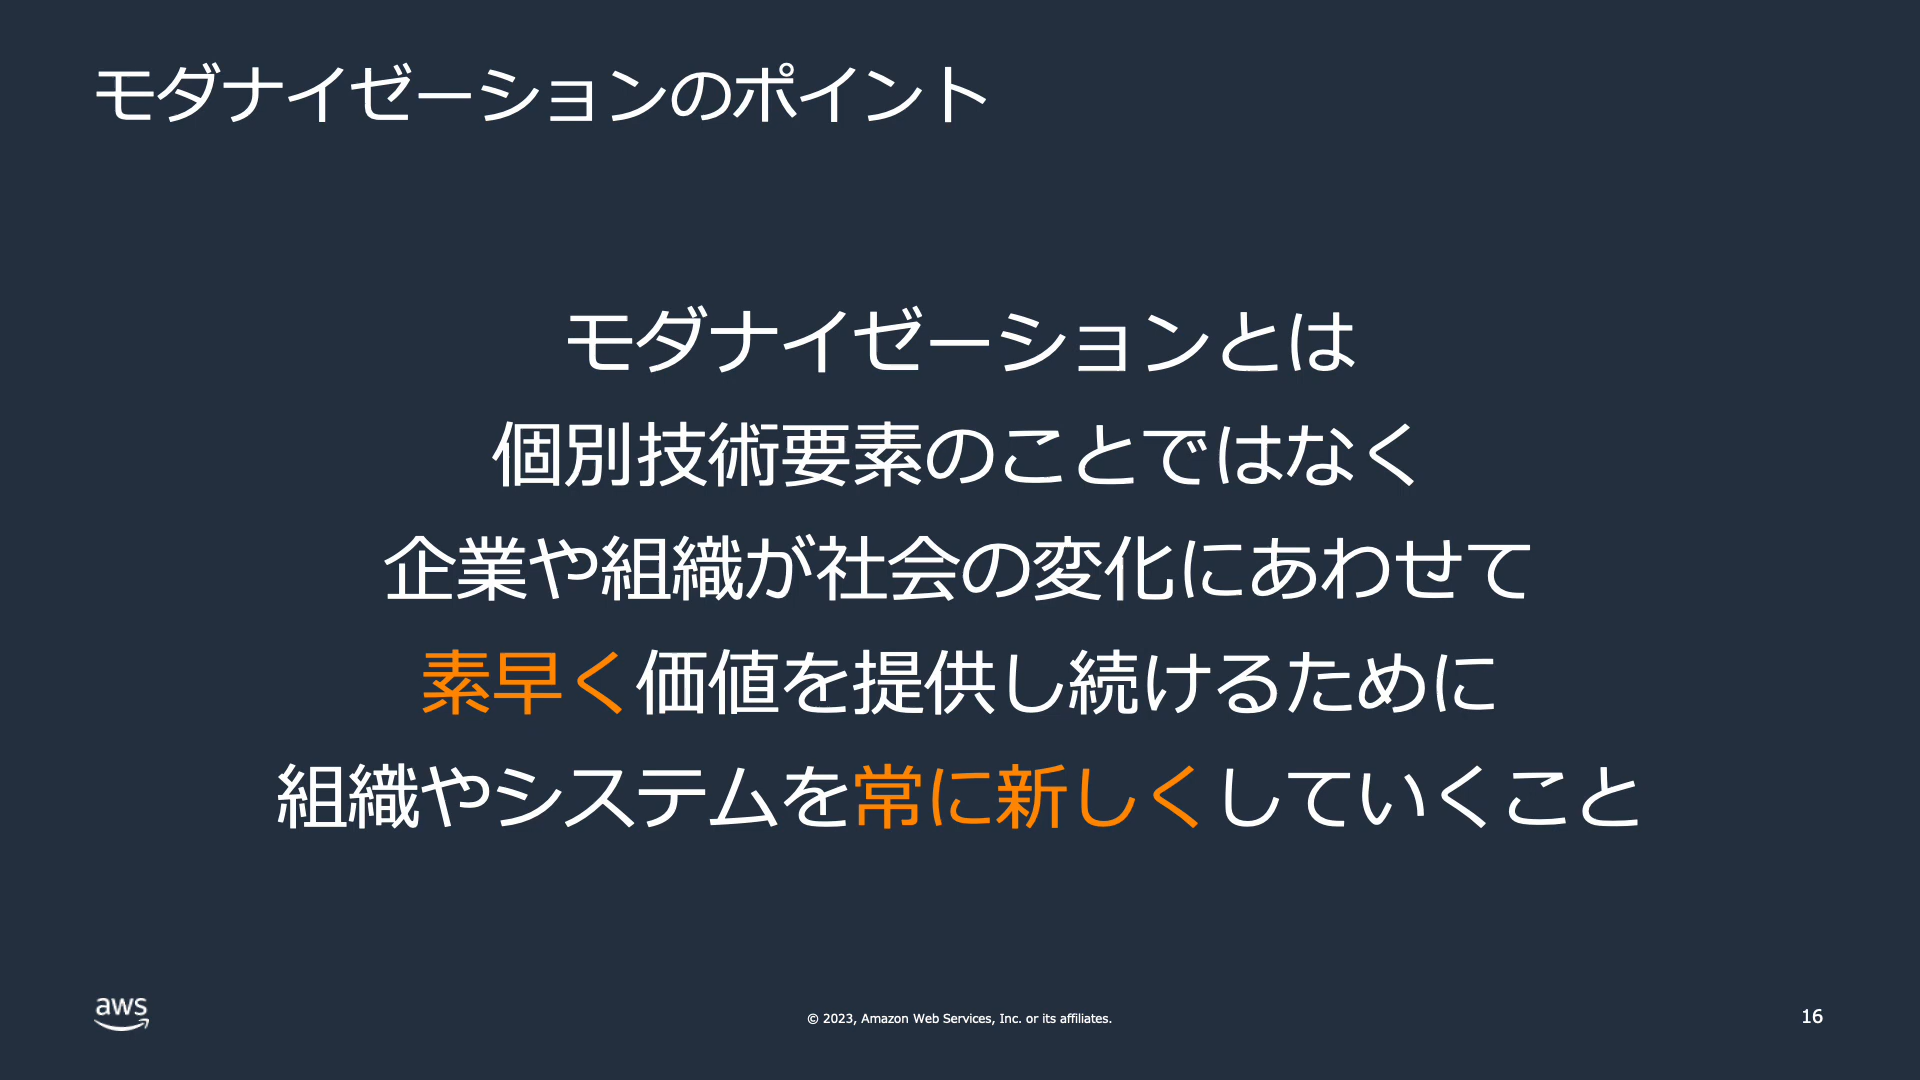 モダナイゼーションのポイント
モダナイゼーションとは
個別技術要素のことではなく
企業や組織が社会の変化にあわせて
素早く価値を提供し続けるために
組織やシステムを常に新しくしていくこと
aws
© 2023, Amazon Web Services, Inc. or its affiliates.
16